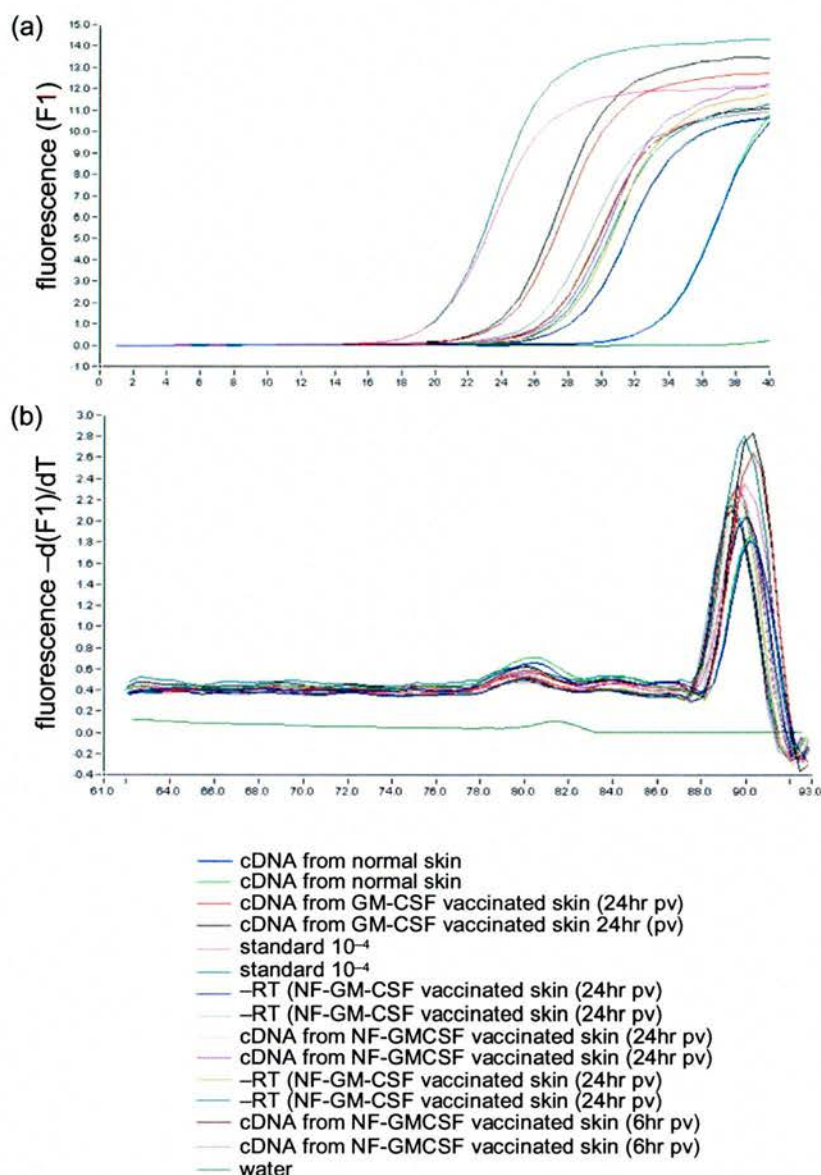 (a)
fluorescence (F1)
15.0
14.0
13.0
12.0
11.0
10.0
9.0
8.0
7.0
6.0
5.0
4.0
3.0
2.0
1.0
0.0
-1.0
0 2 4 6 8 10 12 14 16 18 20 22 24 26 28 30 32 34 36 38 40
(b)
fluorescence –d(F1)/dT
3.0
2.8
2.6
2.4
2.2
2.0
1.8
1.6
1.4
1.2
1.0
0.8
0.6
0.4
0.2
0.0
-0.2
-0.4
61.0 64.0 66.0 68.0 70.0 72.0 74.0 76.0 78.0 80.0 82.0 84.0 86.0 88.0 90.0 93.0
cDNA from normal skin
cDNA from normal skin
cDNA from GM-CSF vaccinated skin (24hr pv)
cDNA from GM-CSF vaccinated skin 24hr (pv)
standard 10⁻⁴
standard 10⁻⁴
–RT (NF-GM-CSF vaccinated skin (24hr pv)
–RT (NF-GM-CSF vaccinated skin (24hr pv)
cDNA from NF-GMCSF vaccinated skin (24hr pv)
cDNA from NF-GMCSF vaccinated skin (24hr pv)
–RT (NF-GM-CSF vaccinated skin (24hr pv)
–RT (NF-GM-CSF vaccinated skin (24hr pv)
cDNA from NF-GMCSF vaccinated skin (6hr pv)
cDNA from NF-GMCSF vaccinated skin (6hr pv)
water